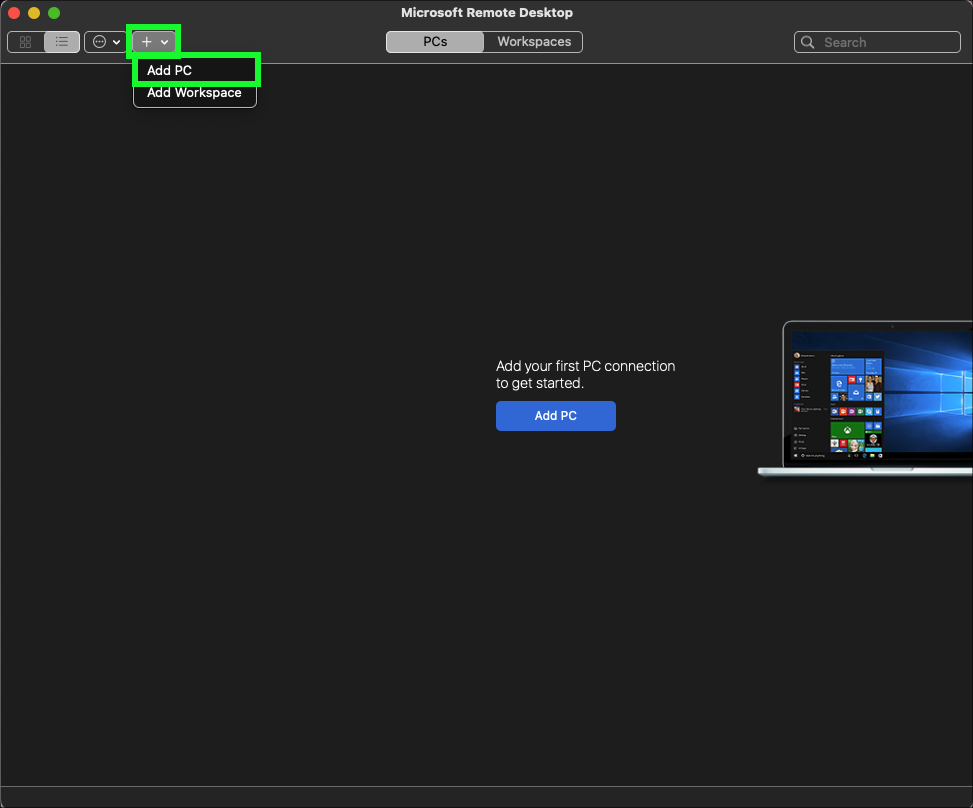 Microsoft Remote Desktop
PCs
Workspaces
Search
Add PC
Add Workspace
Add your first PC connection
to get started.
Add PC